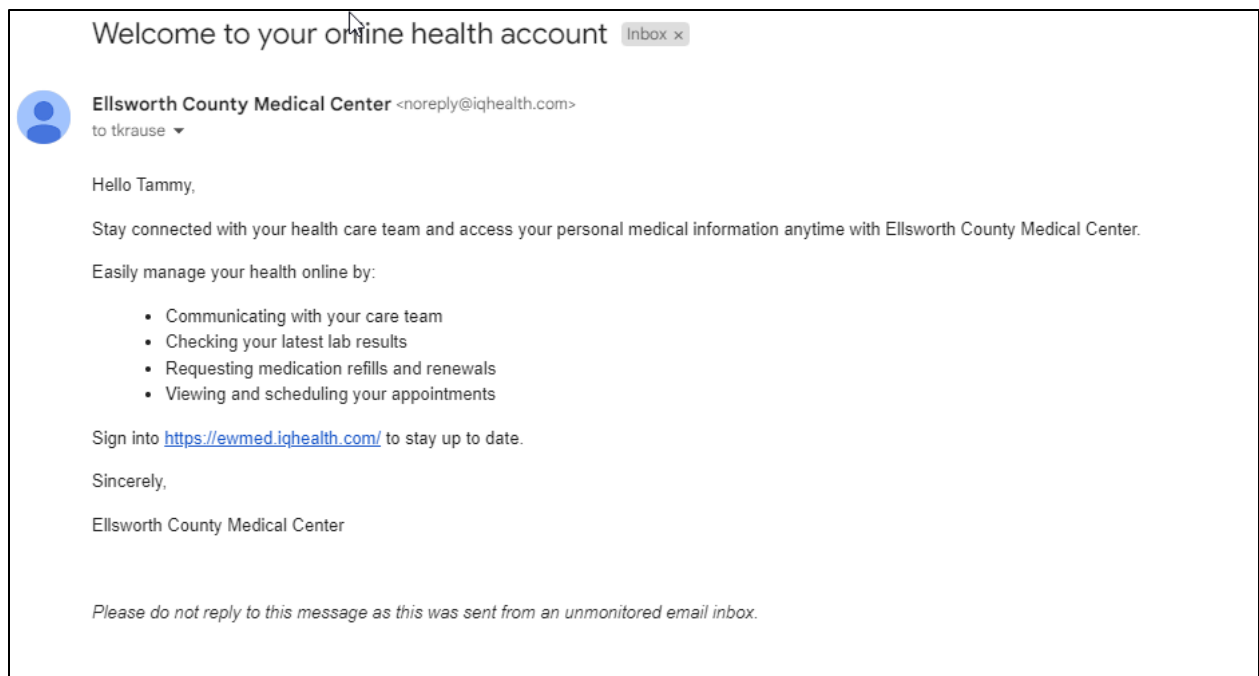 Welcome to your online health account Inbox ×
Ellsworth County Medical Center <noreply@iqhealth.com>
to tkrause
Hello Tammy,
Stay connected with your health care team and access your personal medical information anytime with Ellsworth County Medical Center.
Easily manage your health online by:
• Communicating with your care team
• Checking your latest lab results
• Requesting medication refills and renewals
• Viewing and scheduling your appointments
Sign into https://ewmed.iqhealth.com/ to stay up to date.
Sincerely,
Ellsworth County Medical Center
Please do not reply to this message as this was sent from an unmonitored email inbox.